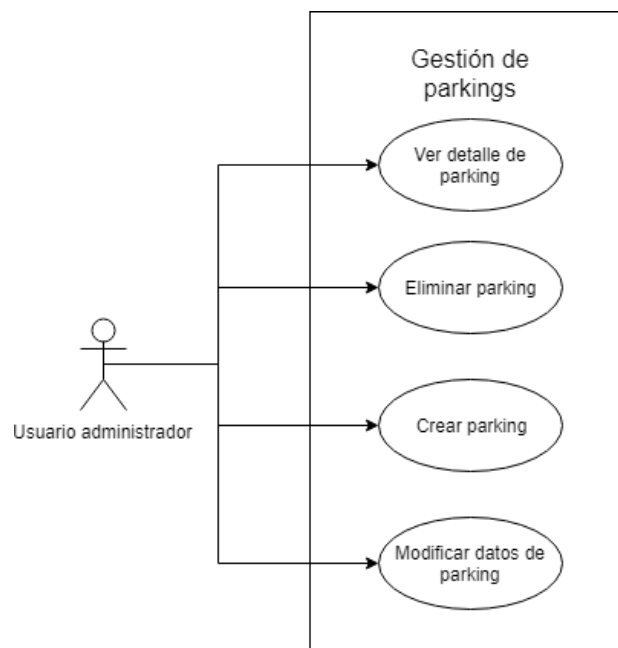 Gestión de
parkings
Ver detalle de
parking
Eliminar parking
Usuario administrador
Crear parking
Modificar datos de
parking